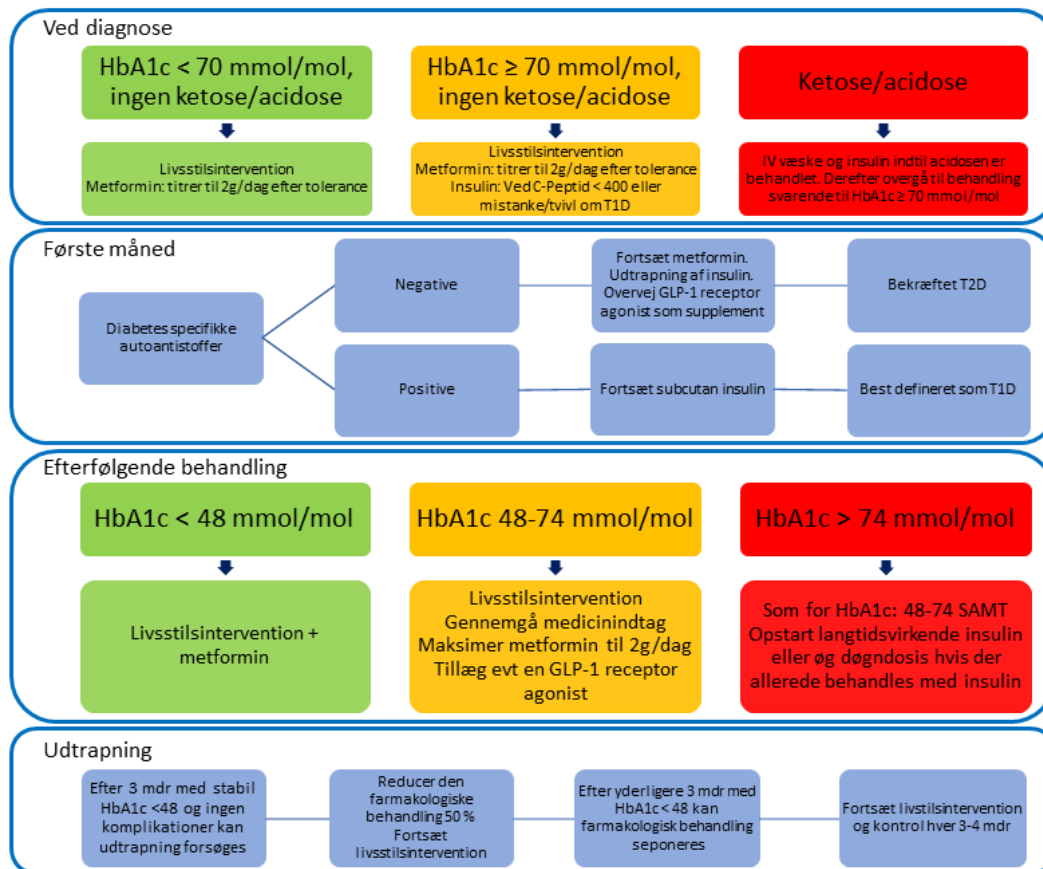 Ved diagnose
HbA1c < 70 mmol/mol,
ingen ketose/acidose
HbA1c ≥ 70 mmol/mol,
ingen ketose/acidose
Ketose/acidose
Livsstilsintervention
Metformin: titrer til 2g/dag efter tolerance
Livsstilsintervention
Metformin: titrer til 2g/dag efter tolerance
Insulin: Ved C-Peptid < 400 eller
mistanke/tvivl om T1D
IV væske og insulin indtil acidosen er
behandlet. Derefter overgå til behandling
svarende til HbA1c ≥ 70 mmol/mol
Første måned
Diabetes specifikke
autoantistoffer
Negative
Fortsæt metformin.
Udtrapning af insulin.
Overvej GLP-1 receptor
agonist som supplement
Bekræftet T2D
Positive
Fortsæt subcutan insulin
Best defineret som T1D
Efterfølgende behandling
HbA1c < 48 mmol/mol
HbA1c 48-74 mmol/mol
HbA1c > 74 mmol/mol
Livsstilsintervention +
metformin
Livsstilsintervention
Gennemgå medicinindtag
Maksimer metformin til 2g/dag
Tillæg evt en GLP-1 receptor
agonist
Som for HbA1c: 48-74 SAMT
Opstart langtidsvirkende insulin
eller øg døgndosis hvis der
allerede behandles med insulin
Udtrapning
Efter 3 mdr med stabil
HbA1c <48 og ingen
komplikationer kan
udtrapning forsøges
Reducer den
farmakologiske
behandling 50 %
Fortsæt
livsstilsintervention
Efter yderligere 3 mdr med
HbA1c < 48 kan
farmakologisk behandling
seponeres
Fortsæt livstilsintervention
og kontrol hver 3-4 mdr